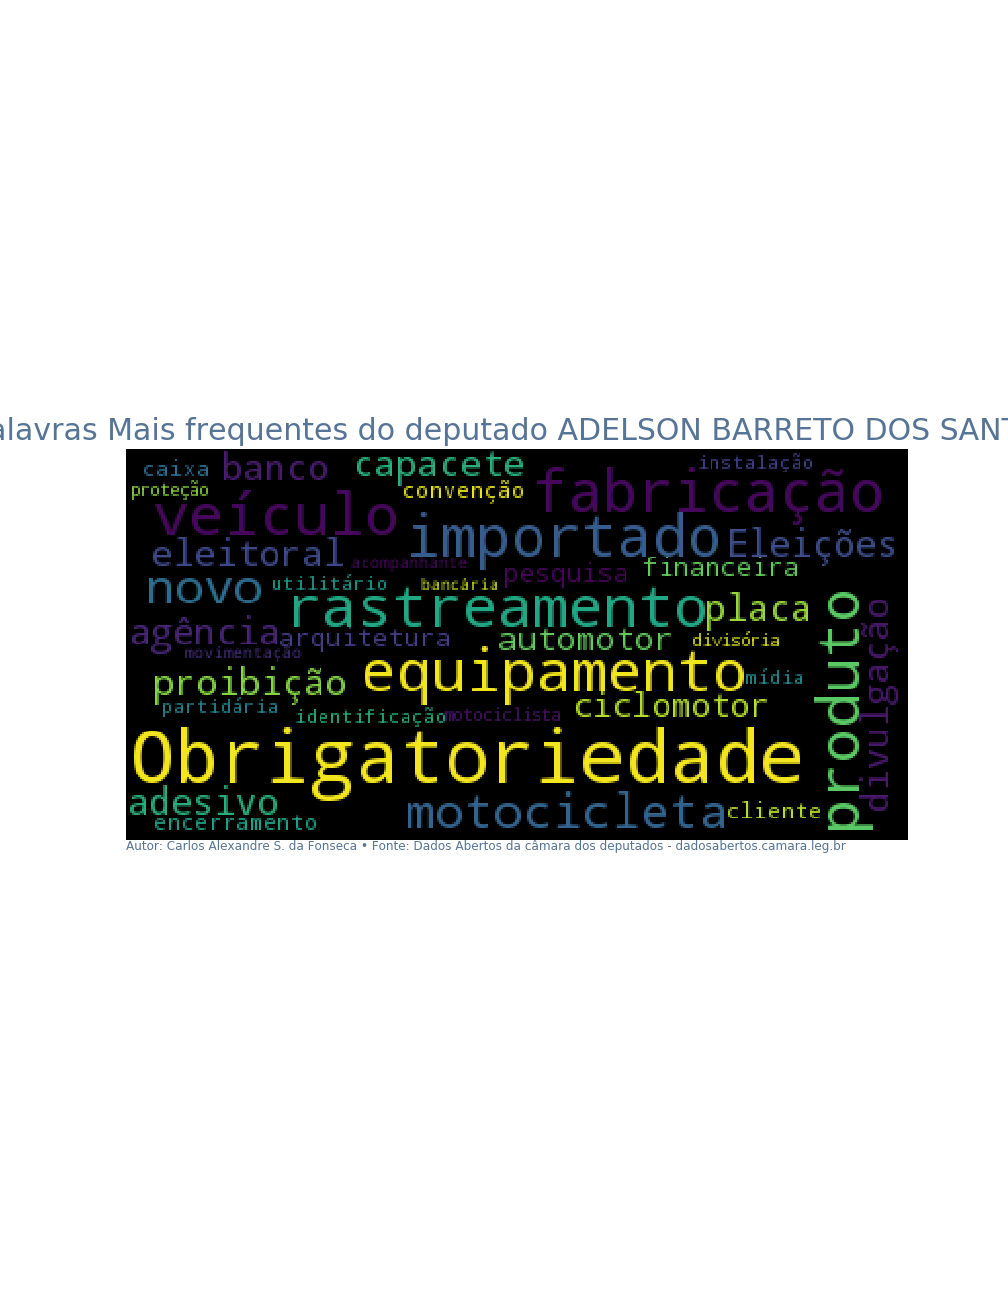 alavras Mais frequentes do deputado ADELSON BARRETO DOS SANT
caixa banco capacete instalação
proteção convenção fabricação
veículo importado Eleições
eleitoral acompanhante pesquisa financeira
novo utilitário bancária
rastreamento placa
agência arquitetura automotor divisória
movimentação equipamento mídia
proibição ciclomotor
partidária identificação motociclista
produto
divulgação
Obrigatoriedade
adesivo motocicleta cliente
encerramento
Autor: Carlos Alexandre S. da Fonseca • Fonte: Dados Abertos da câmara dos deputados - dadosabertos.camara.leg.br